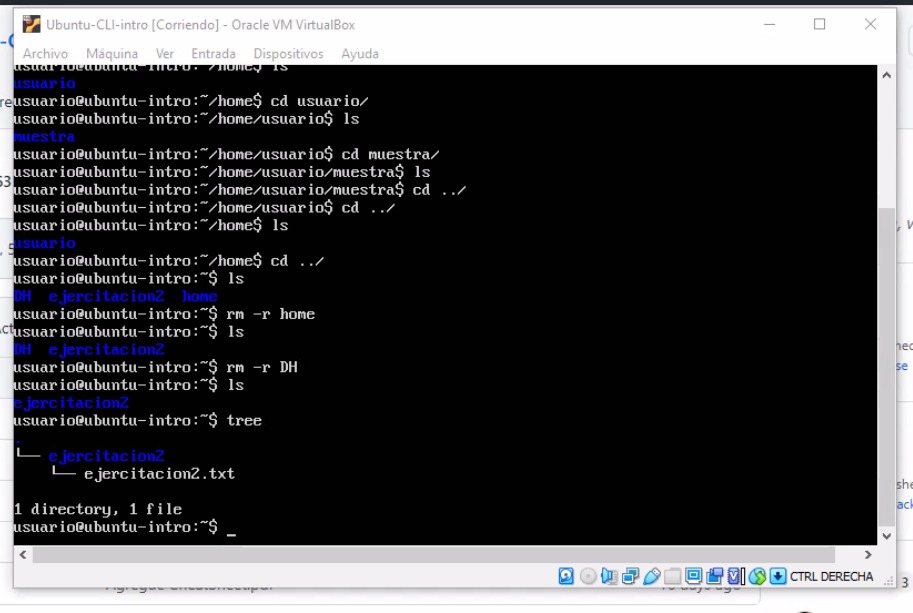 Ubuntu-CLI-intro [Corriendo] - Oracle VM VirtualBox
Archivo Máquina Ver Entrada Dispositivos Ayuda
usuario@ubuntu-intro:~/home$ ls
usuario
usuario@ubuntu-intro:~/home$ cd usuario/
usuario@ubuntu-intro:~/home/usuario$ ls
muestra
usuario@ubuntu-intro:~/home/usuario$ cd muestra/
usuario@ubuntu-intro:~/home/usuario/muestra$ ls
usuario@ubuntu-intro:~/home/usuario/muestra$ cd ../
usuario@ubuntu-intro:~/home/usuario$ cd ../
usuario@ubuntu-intro:~/home$ ls
usuario
usuario@ubuntu-intro:~/home$ cd ../
usuario@ubuntu-intro:~$ ls
DH ejercitacion2 home
usuario@ubuntu-intro:~$ rm -r home
usuario@ubuntu-intro:~$ ls
DH ejercitacion2
usuario@ubuntu-intro:~$ rm -r DH
usuario@ubuntu-intro:~$ ls
ejercitacion2
usuario@ubuntu-intro:~$ tree
.
└── ejercitacion2
    └── ejercitacion2.txt
1 directory, 1 file
usuario@ubuntu-intro:~$ _
CTRL DERECHA